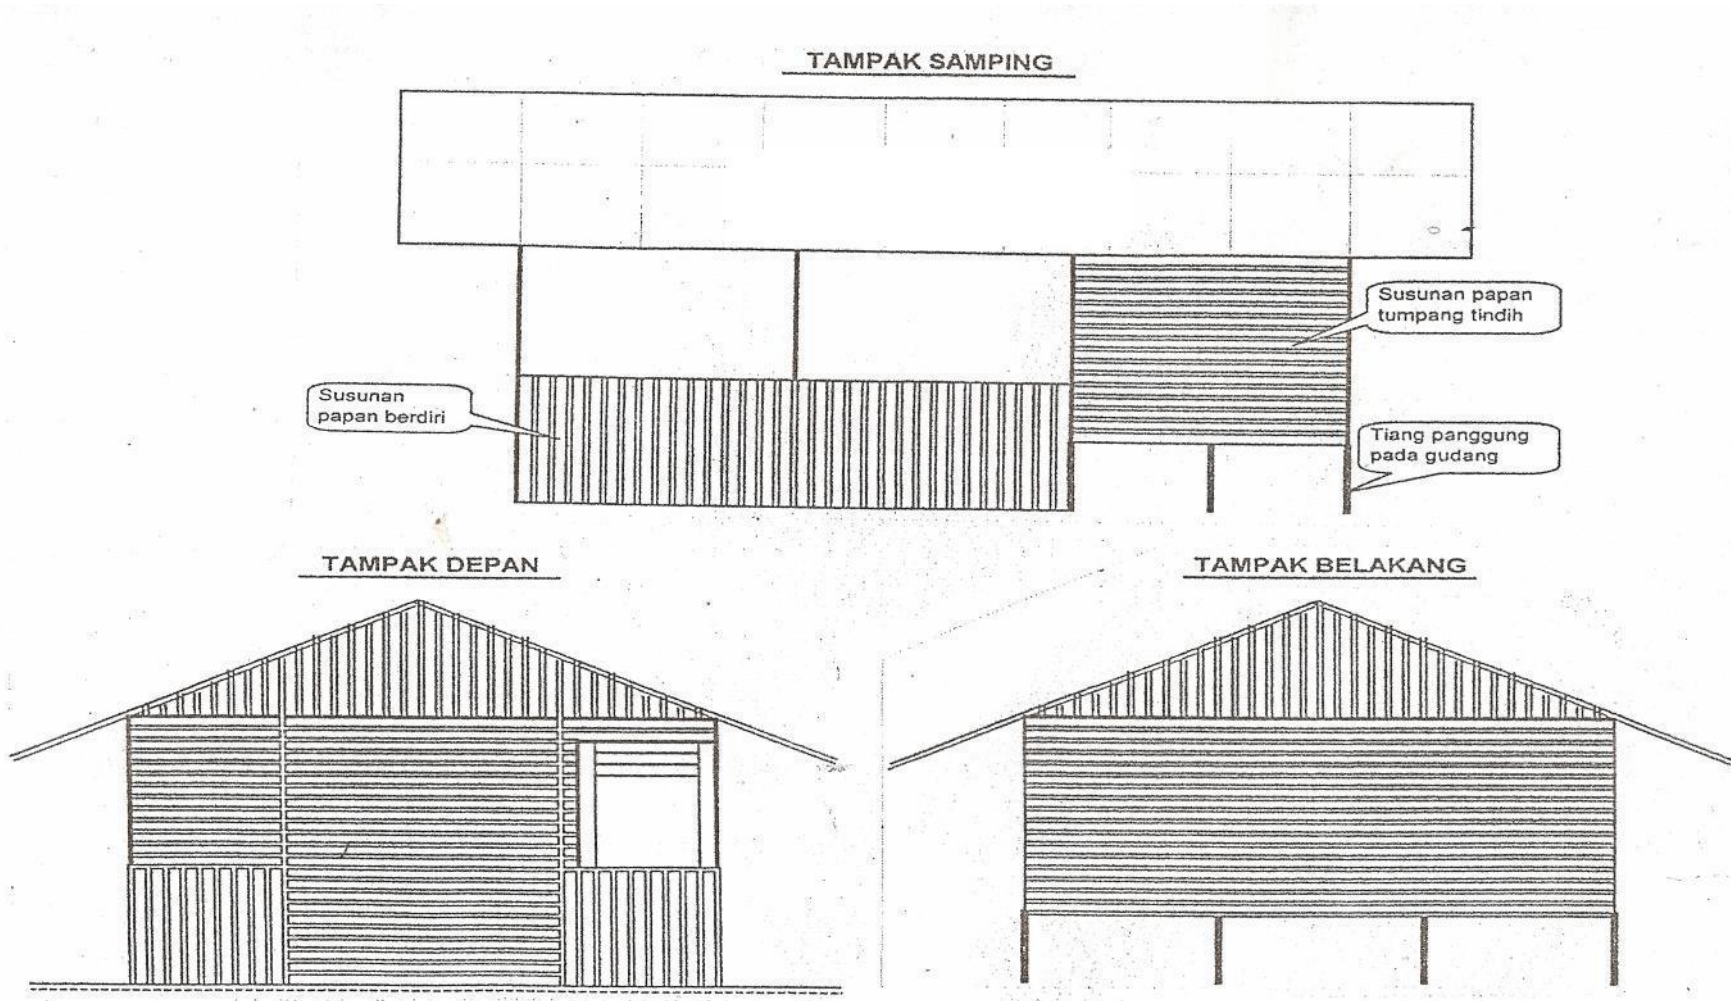 TAMPAK SAMPING
Susunan papan
tumpang tindih
Susunan
papan berdiri
Tiang panggung
pada gudang
TAMPAK DEPAN
TAMPAK BELAKANG